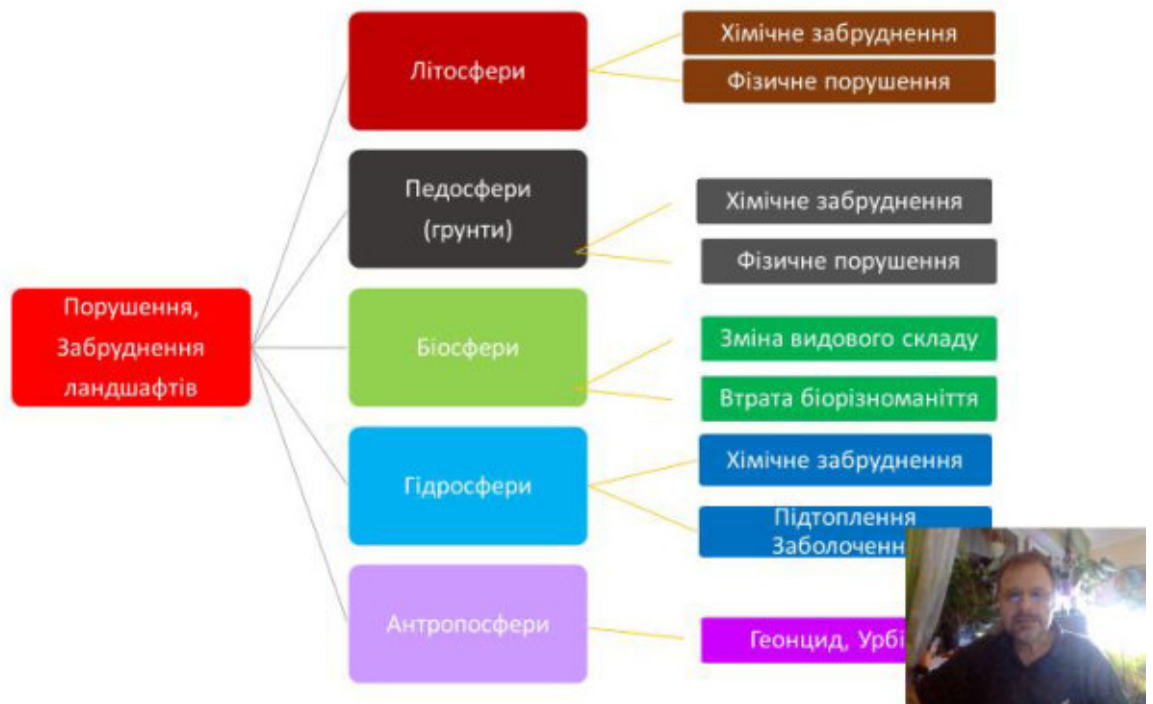 Порушення,
Забруднення
ландшафтів
Літосфери
Хімічне забруднення
Фізичне порушення
Педосфери
(грунти)
Хімічне забруднення
Фізичне порушення
Біосфери
Зміна видового складу
Втрата біорізноманіття
Гідросфери
Хімічне забруднення
Підтоплення
Антропосфери
Геонцид,